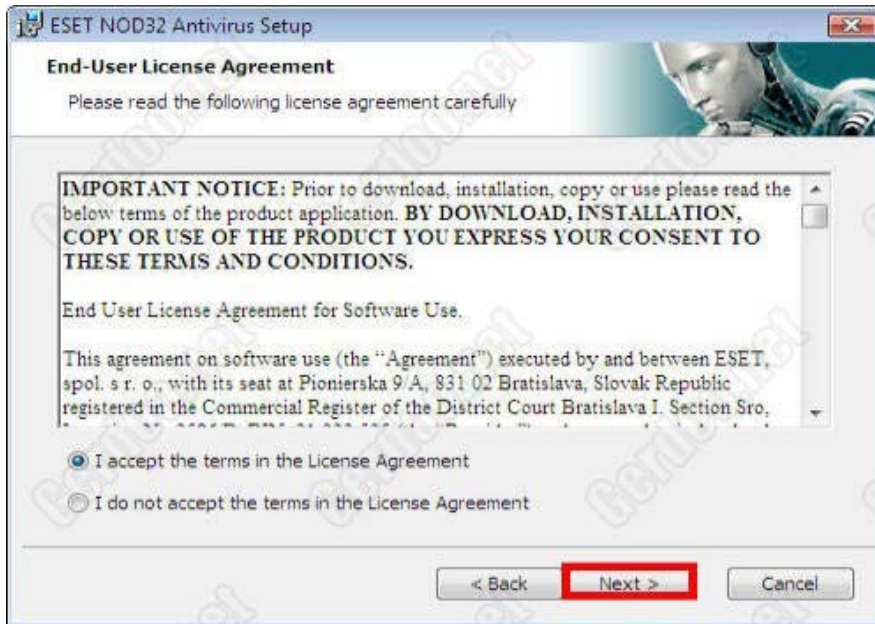 ESET NOD32 Antivirus Setup
End-User License Agreement
Please read the following license agreement carefully
IMPORTANT NOTICE: Prior to download, installation, copy or use please read the
below terms of the product application. BY DOWNLOAD, INSTALLATION,
COPY OR USE OF THE PRODUCT YOU EXPRESS YOUR CONSENT TO
THESE TERMS AND CONDITIONS.
End User License Agreement for Software Use.
This agreement on software use (the “Agreement”) executed by and between ESET,
spol. s r. o., with its seat at Pionierska 9/A, 831 02 Bratislava, Slovak Republic
registered in the Commercial Register of the District Court Bratislava I. Section Sro,
I accept the terms in the License Agreement
I do not accept the terms in the License Agreement
< Back
Next >
Cancel
Gerdoo.net